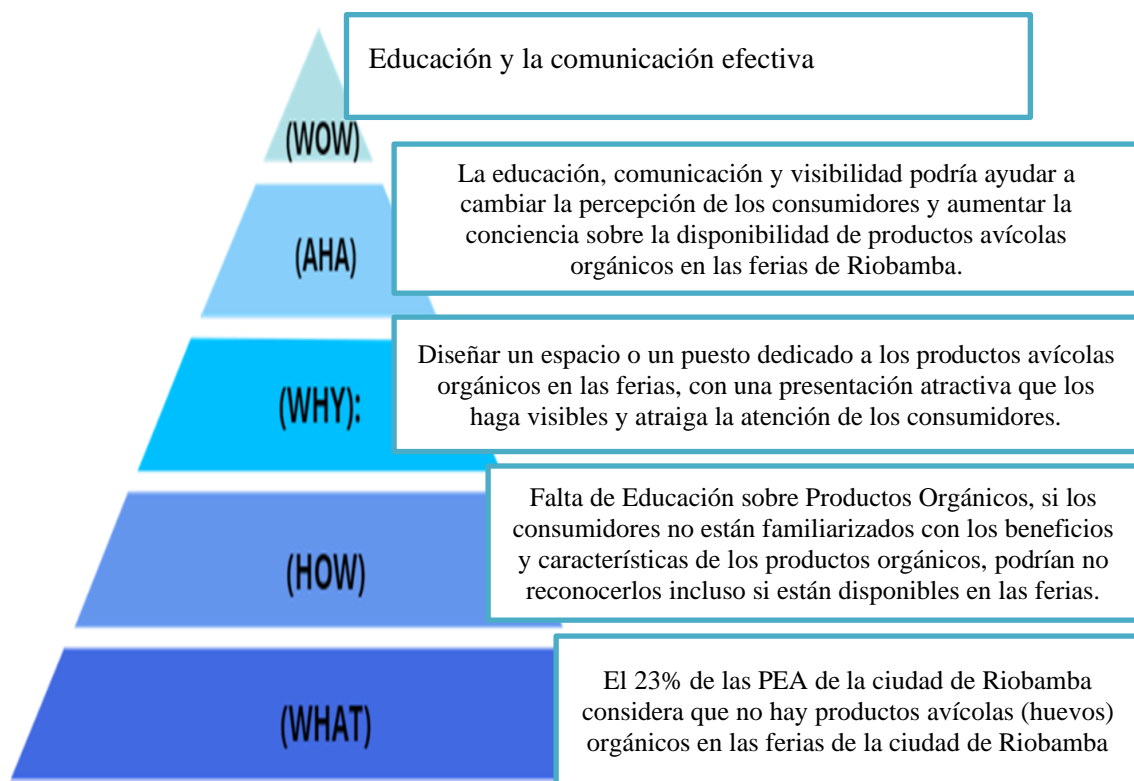 Educación y la comunicación efectiva
(WOW)
La educación, comunicación y visibilidad podría ayudar a
cambiar la percepción de los consumidores y aumentar la
conciencia sobre la disponibilidad de productos avícolas
orgánicos en las ferias de Riobamba.
(AHA)
Diseñar un espacio o un puesto dedicado a los productos avícolas
orgánicos en las ferias, con una presentación atractiva que los
haga visibles y atraiga la atención de los consumidores.
(WHY):
Falta de Educación sobre Productos Orgánicos, si los
consumidores no están familiarizados con los beneficios
y características de los productos orgánicos, podrían no
reconocerlos incluso si están disponibles en las ferias.
(HOW)
El 23% de las PEA de la ciudad de Riobamba
considera que no hay productos avícolas (huevos)
orgánicos en las ferias de la ciudad de Riobamba
(WHAT)